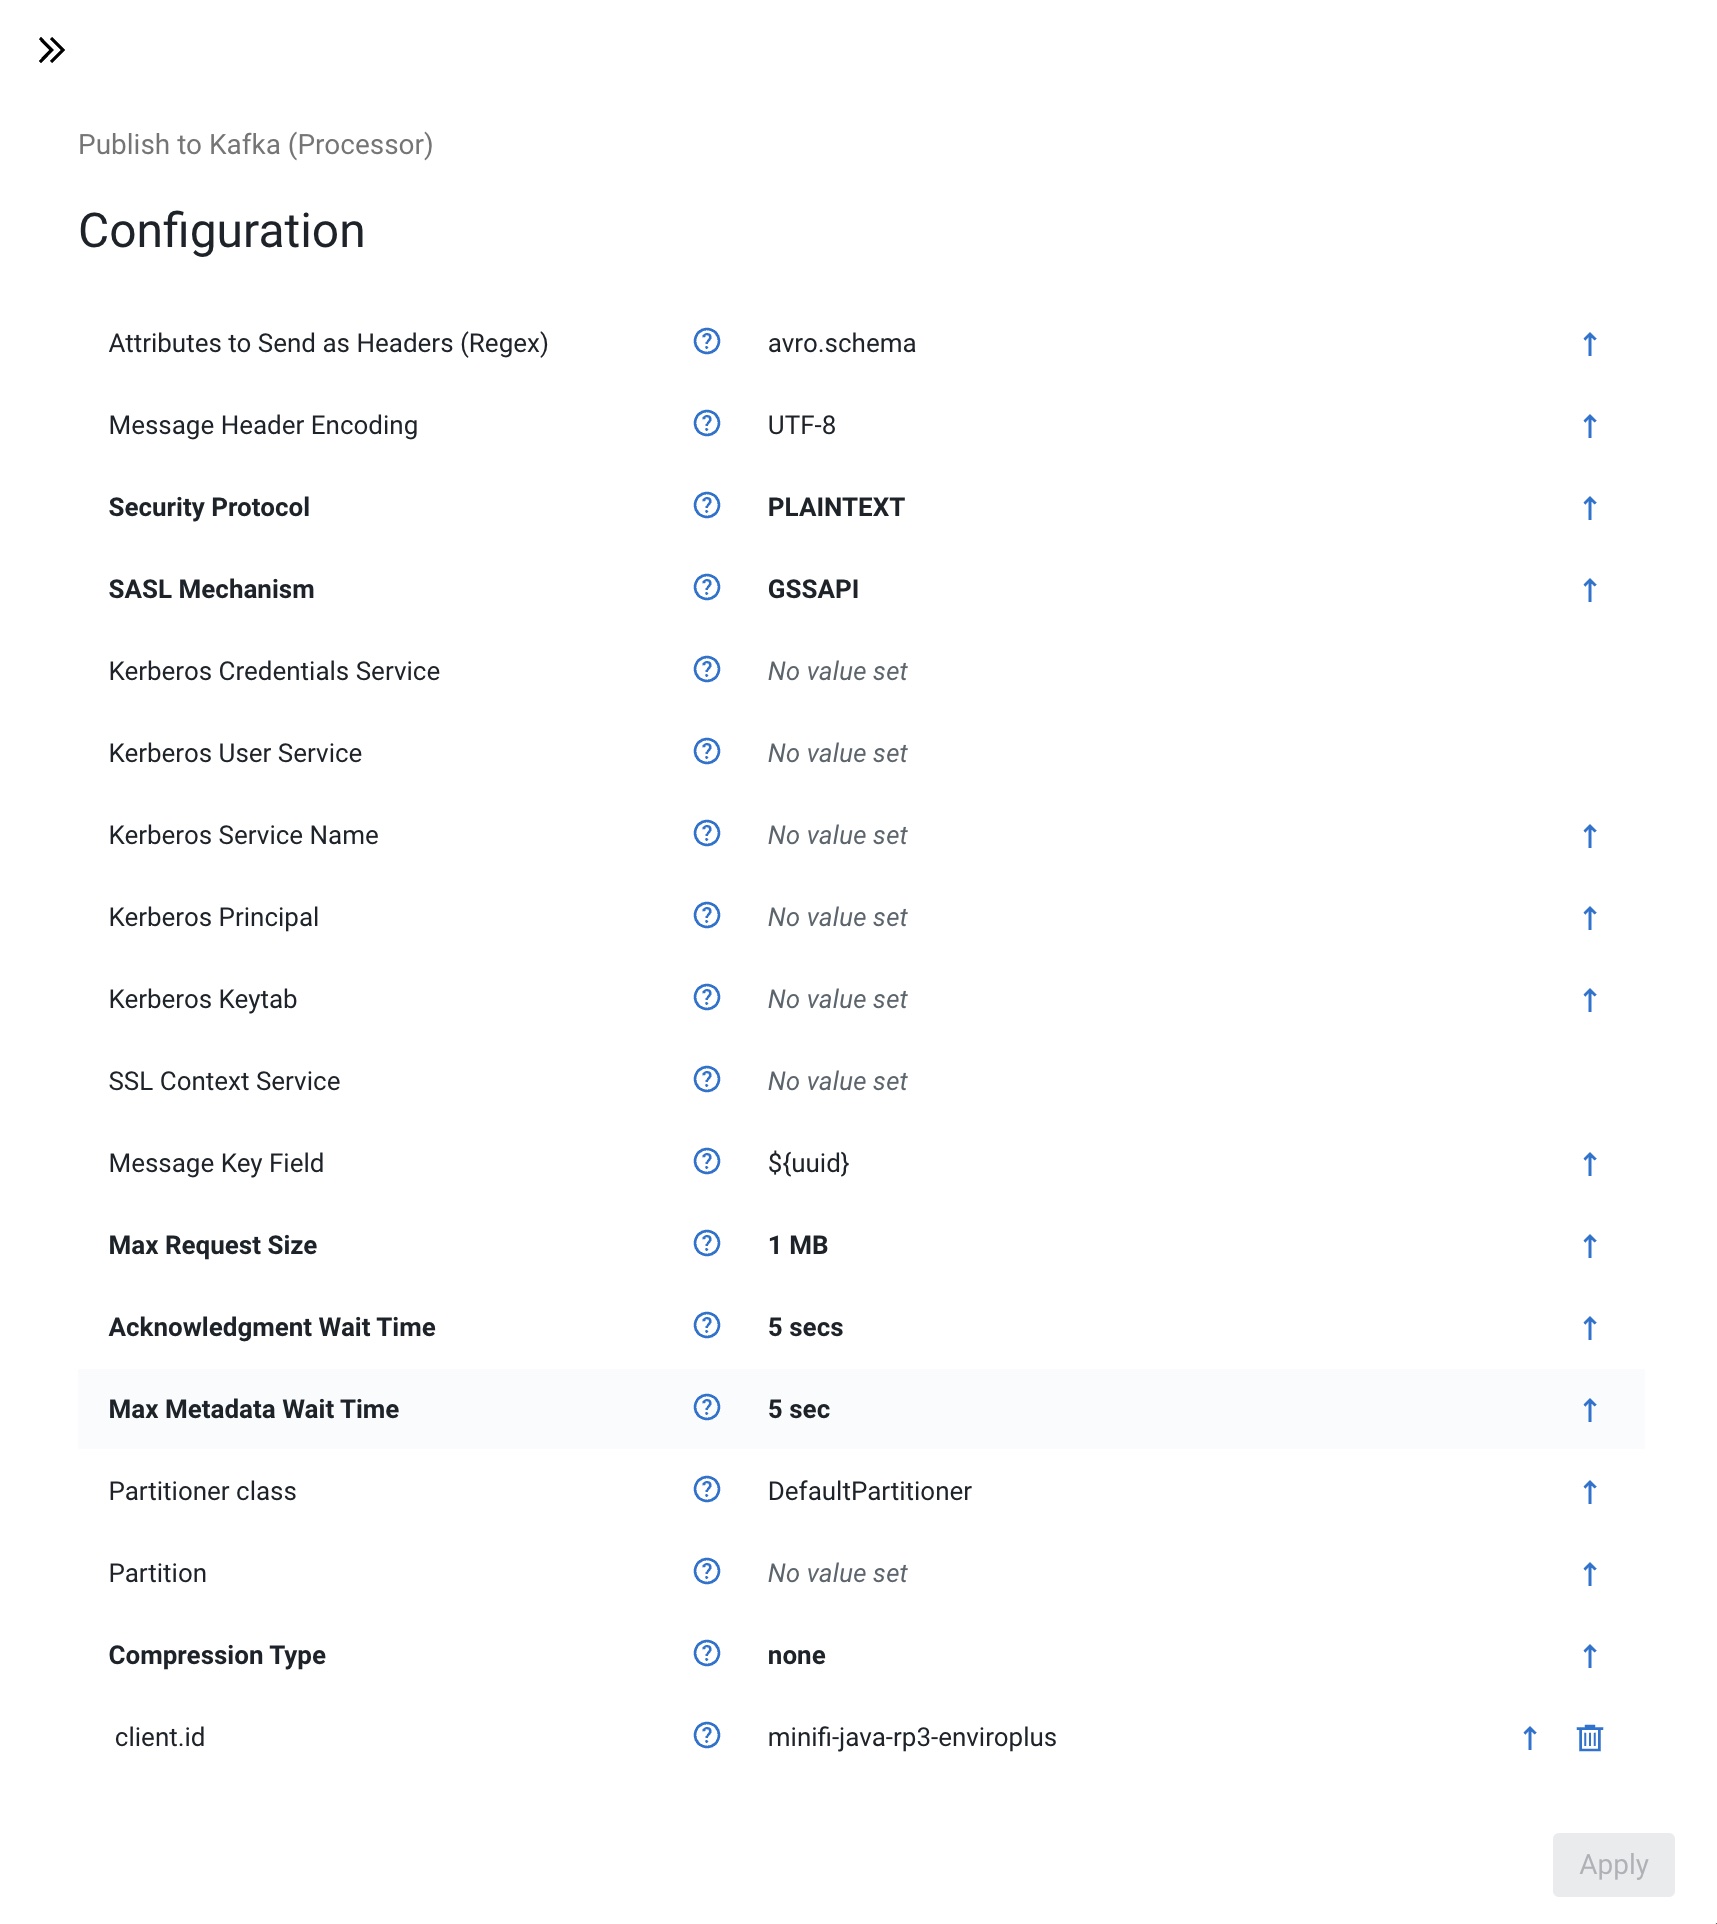 Publish to Kafka (Processor)
Configuration
Attributes to Send as Headers (Regex) avro.schema
Message Header Encoding UTF-8
Security Protocol PLAINTEXT
SASL Mechanism GSSAPI
Kerberos Credentials Service No value set
Kerberos User Service No value set
Kerberos Service Name No value set
Kerberos Principal No value set
Kerberos Keytab No value set
SSL Context Service No value set
Message Key Field ${uuid}
Max Request Size 1 MB
Acknowledgment Wait Time 5 secs
Max Metadata Wait Time 5 sec
Partitioner class DefaultPartitioner
Partition No value set
Compression Type none
client.id minifi-java-rp3-enviroplus
Apply